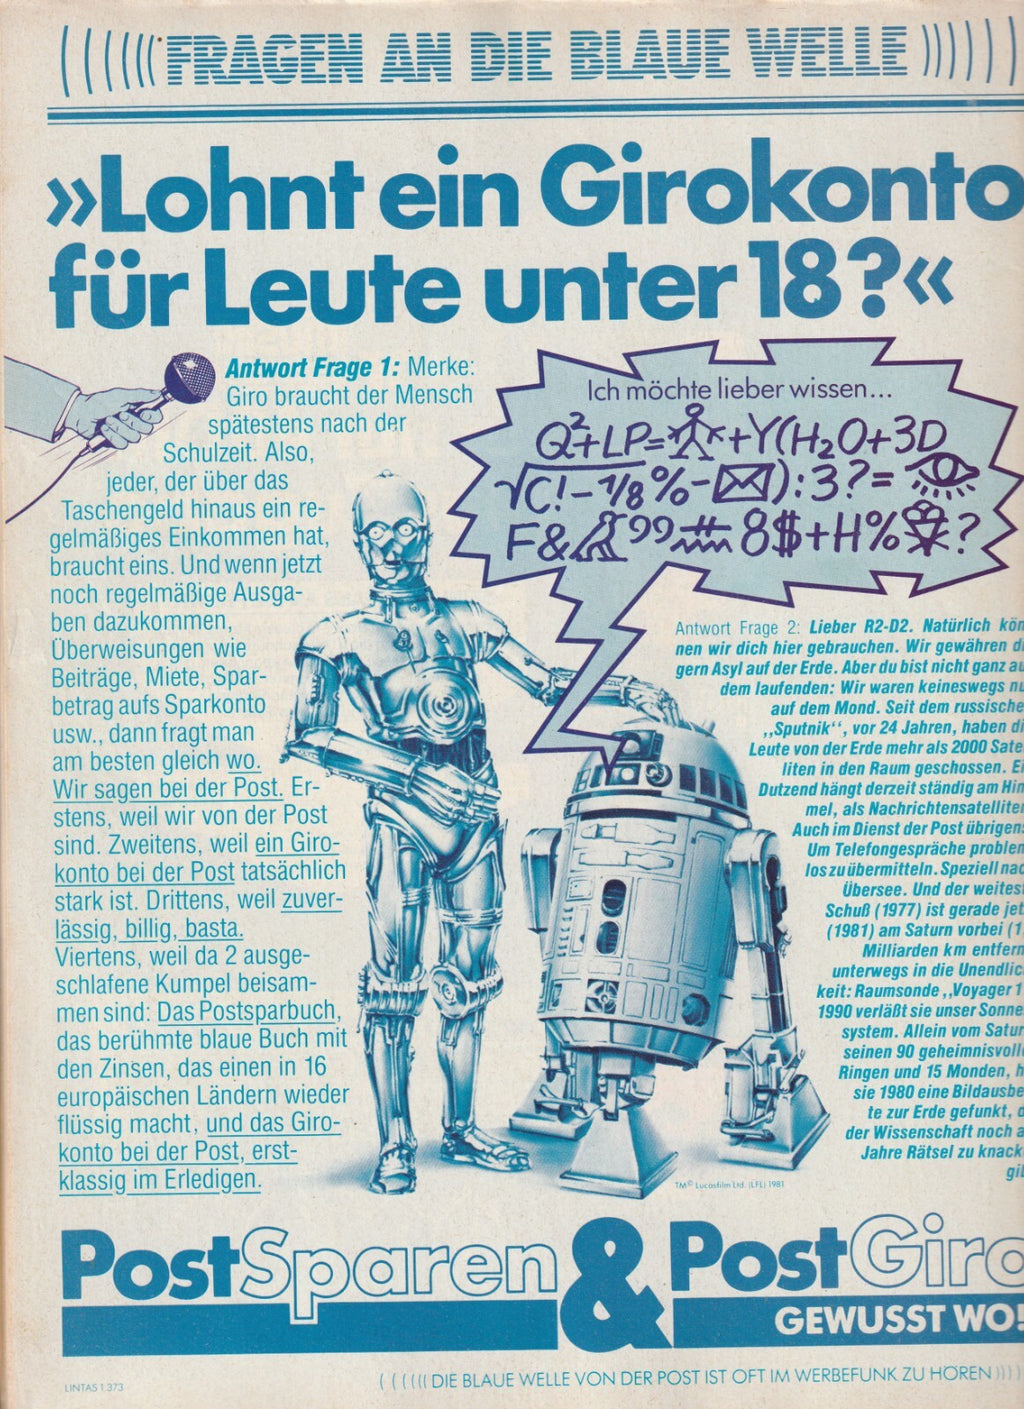 ((((((FRAGEN AN DIE BLAUE WELLE))))))
»Lohnt ein Girokonto
für Leute unter 18?«
Antwort Frage 1: Merke:
Giro braucht der Mensch
spätestens nach der
Schulzeit. Also,
jeder, der über das
Taschengeld hinaus ein re-
gelmäßiges Einkommen hat,
braucht eins. Und wenn jetzt
noch regelmäßige Ausga-
ben dazukommen,
Überweisungen wie
Beiträge, Miete, Spar-
betrag aufs Sparkonto
usw., dann fragt man
am besten gleich wo.
Wir sagen bei der Post. Er-
stens, weil wir von der Post
sind. Zweitens, weil ein Giro-
konto bei der Post tatsächlich
stark ist. Drittens, weil zuver-
lässig, billig, basta.
Viertens, weil da 2 ausge-
schlafene Kumpel beisam-
men sind: Das Postsparbuch,
das berühmte blaue Buch mit
den Zinsen, das einen in 16
europäischen Ländern wieder
flüssig macht, und das Giro-
konto bei der Post, erst-
klassig im Erledigen.
Ich möchte lieber wissen...
Q²+LP= +Y(H₂O+3D
√C!-1/8%- ):3?=
F& 99 # 8$+H% ?
Antwort Frage 2: Lieber R2-D2. Natürlich kön
nen wir dich hier gebrauchen. Wir gewähren d
gern Asyl auf der Erde. Aber du bist nicht ganz a
dem laufenden: Wir waren keineswegs n
auf dem Mond. Seit dem russische
„Sputnik“, vor 24 Jahren, haben d
Leute von der Erde mehr als 2000 Sate
liten in den Raum geschossen. E
Dutzend hängt derzeit ständig am Him
mel, als Nachrichtensatelliten
Auch im Dienst der Post übrigens
Um Telefongespräche problem
los zu übermitteln. Speziell nac
Übersee. Und der weitest
Schuß (1977) ist gerade jet
(1981) am Saturn vorbei (1,
Milliarden km entfern
unterwegs in die Unendlic
keit: Raumsonde „Voyager 1
1990 verläßt sie unser Sonne
system. Allein vom Satur
seinen 90 geheimnisvoll
Ringen und 15 Monden, h
sie 1980 eine Bildausbe
te zur Erde gefunkt, d
der Wissenschaft noch a
Jahre Rätsel zu knack
gib
TM © Lucasfilm Ltd. (LFL) 1981
PostSparen & PostGiro
GEWUSST WO!
LINTAS 1.373
((((((DIE BLAUE WELLE VON DER POST IST OFT IM WERBEFUNK ZU HÖREN))))